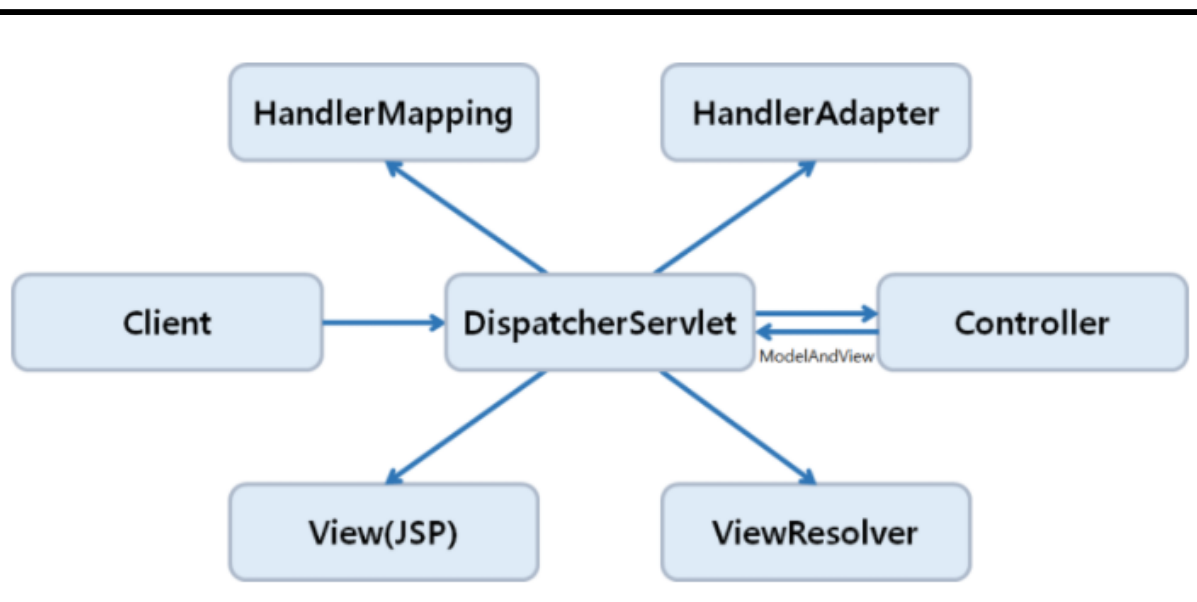 HandlerMapping
HandlerAdapter
Client
DispatcherServlet
Controller
ModelAndView
View(JSP)
ViewResolver